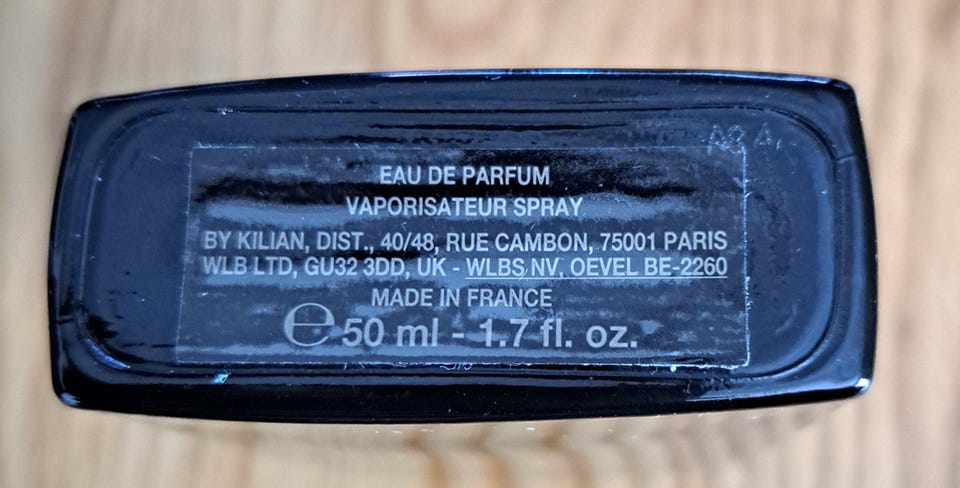 EAU DE PARFUM
VAPORISATEUR SPRAY
BY KILIAN, DIST., 40/48, RUE CAMBON, 75001 PARIS
WLB LTD, GU32 3DD, UK - WLBS NV, OEVEL BE-2260
MADE IN FRANCE
℮ 50 ml - 1.7 fl. oz.